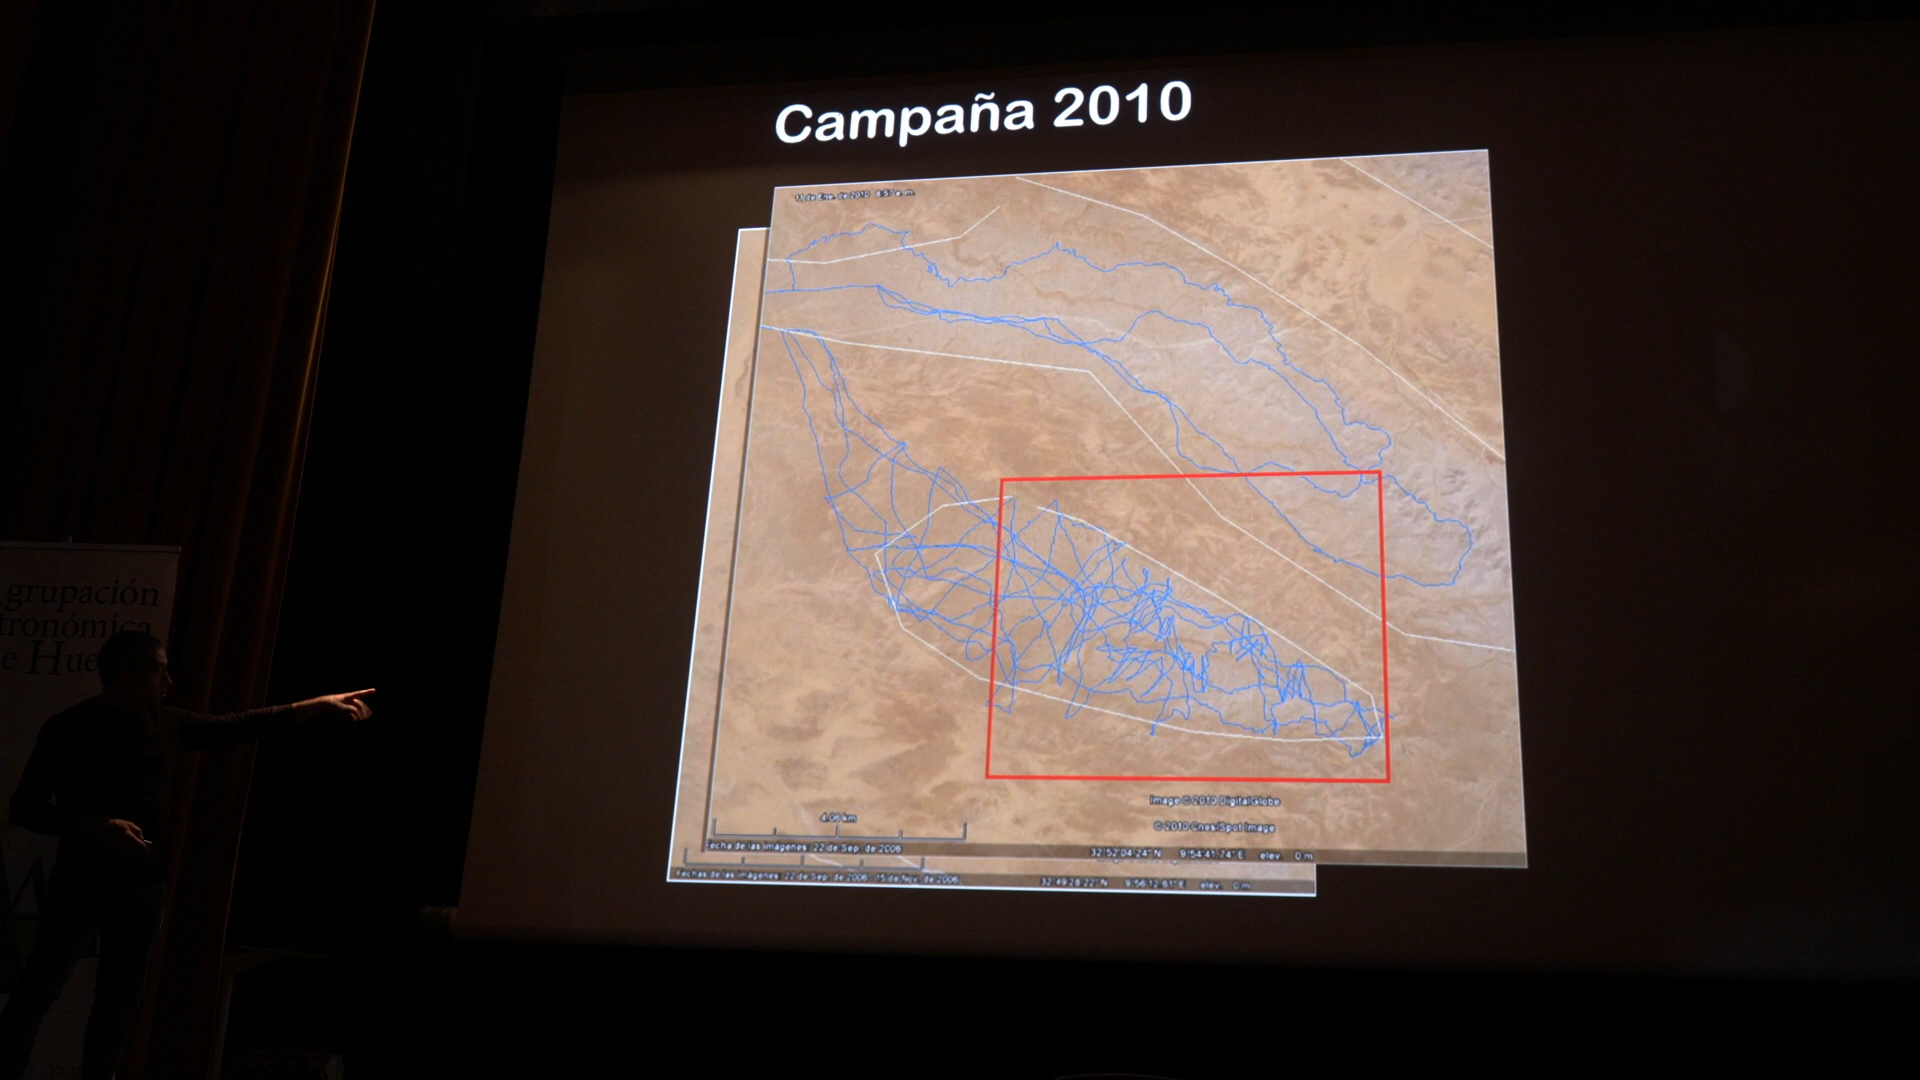 Campaña 2010
13 de Ene. de 2010 8:57 a. m.
grupación
tronómica
e Hue
Image © 2010 DigitalGlobe
© 2010 Cnes/Spot Image
4.06 km
Fecha de las imágenes: 22 de Sep. de 2006
32°52'04.24" N 9°54'41.74" E elev. 0 m
Fechas de las imágenes: 22 de Sep. de 2006 - 15 de Nov. de 2006
32°49'28.22" N 9°56'12.61" E elev. 0 m